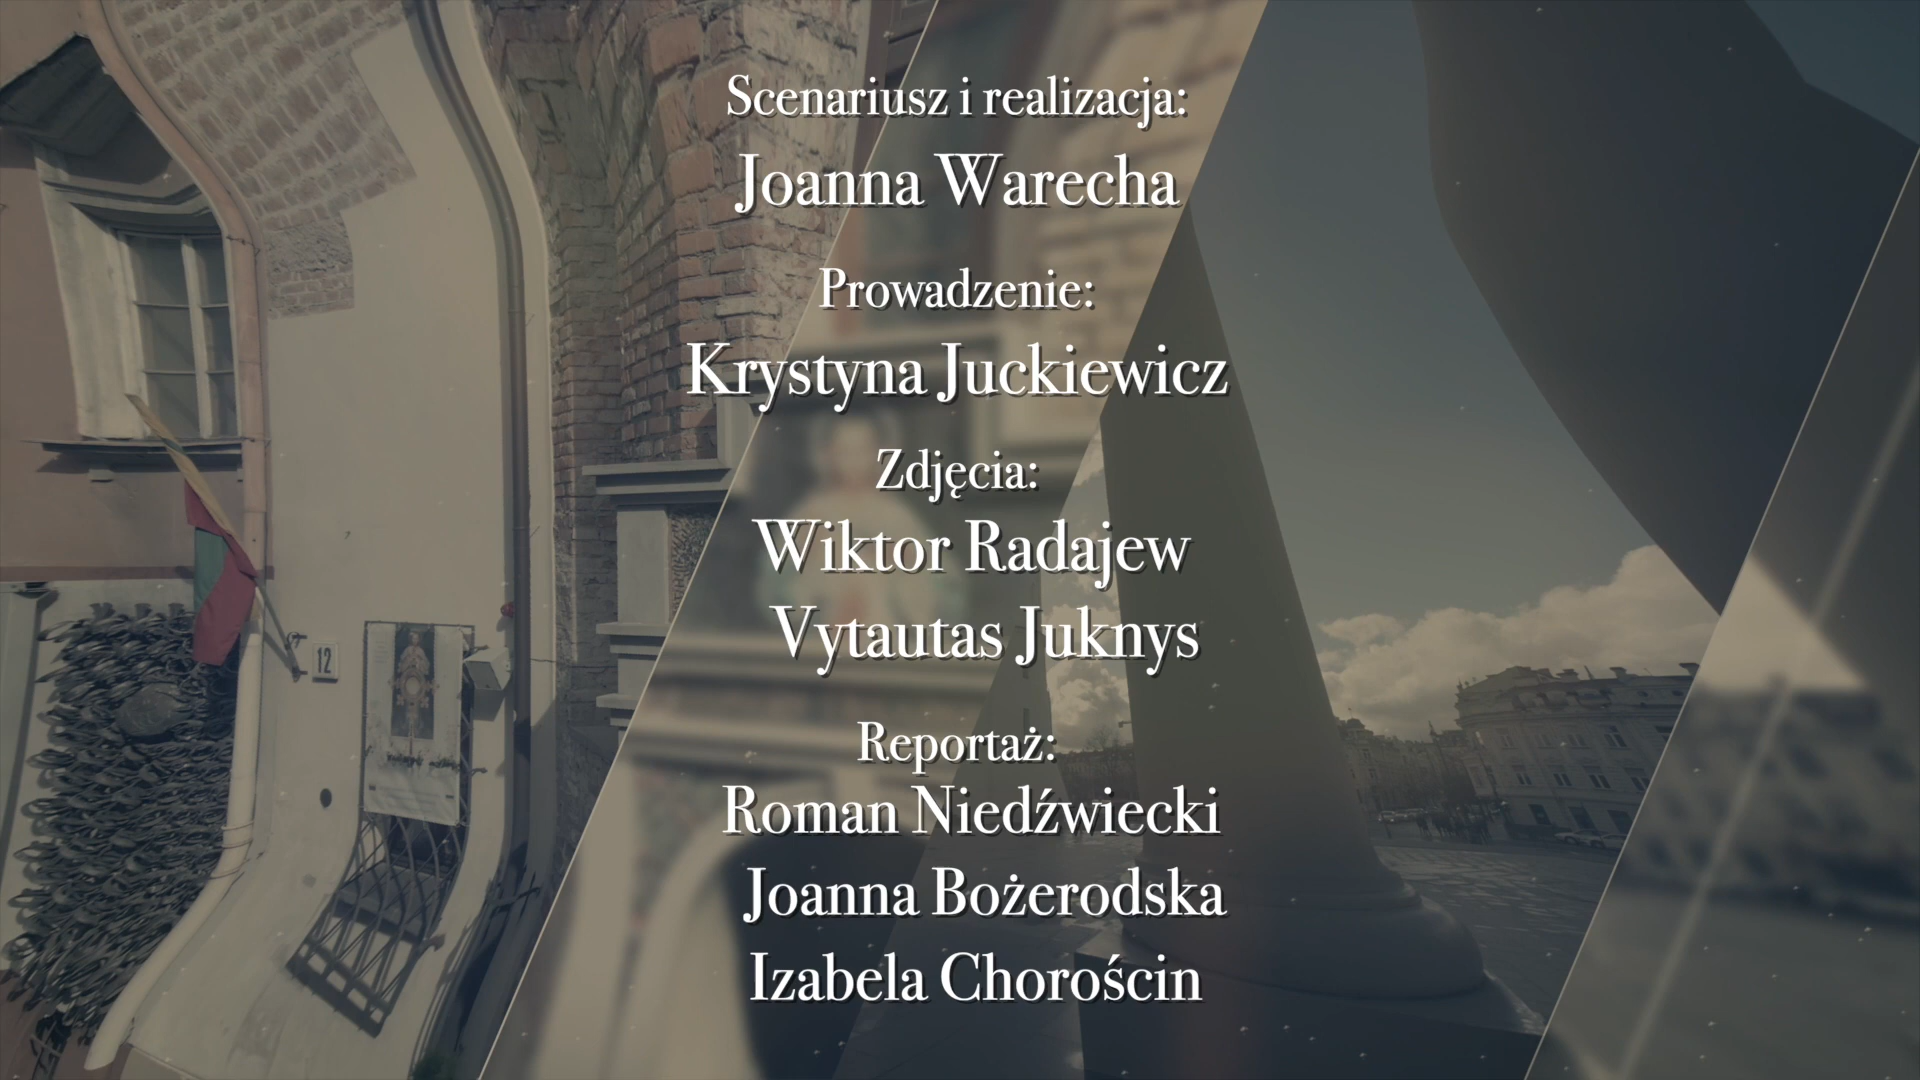 Scenariusz i realizacja:
Joanna Warecha
Prowadzenie:
Krystyna Juckiewicz
Zdjęcia:
Wiktor Radajew
Vytautas Juknys
Reportaż:
Roman Niedźwiecki
Joanna Bożerodska
Izabela Chorościn
12